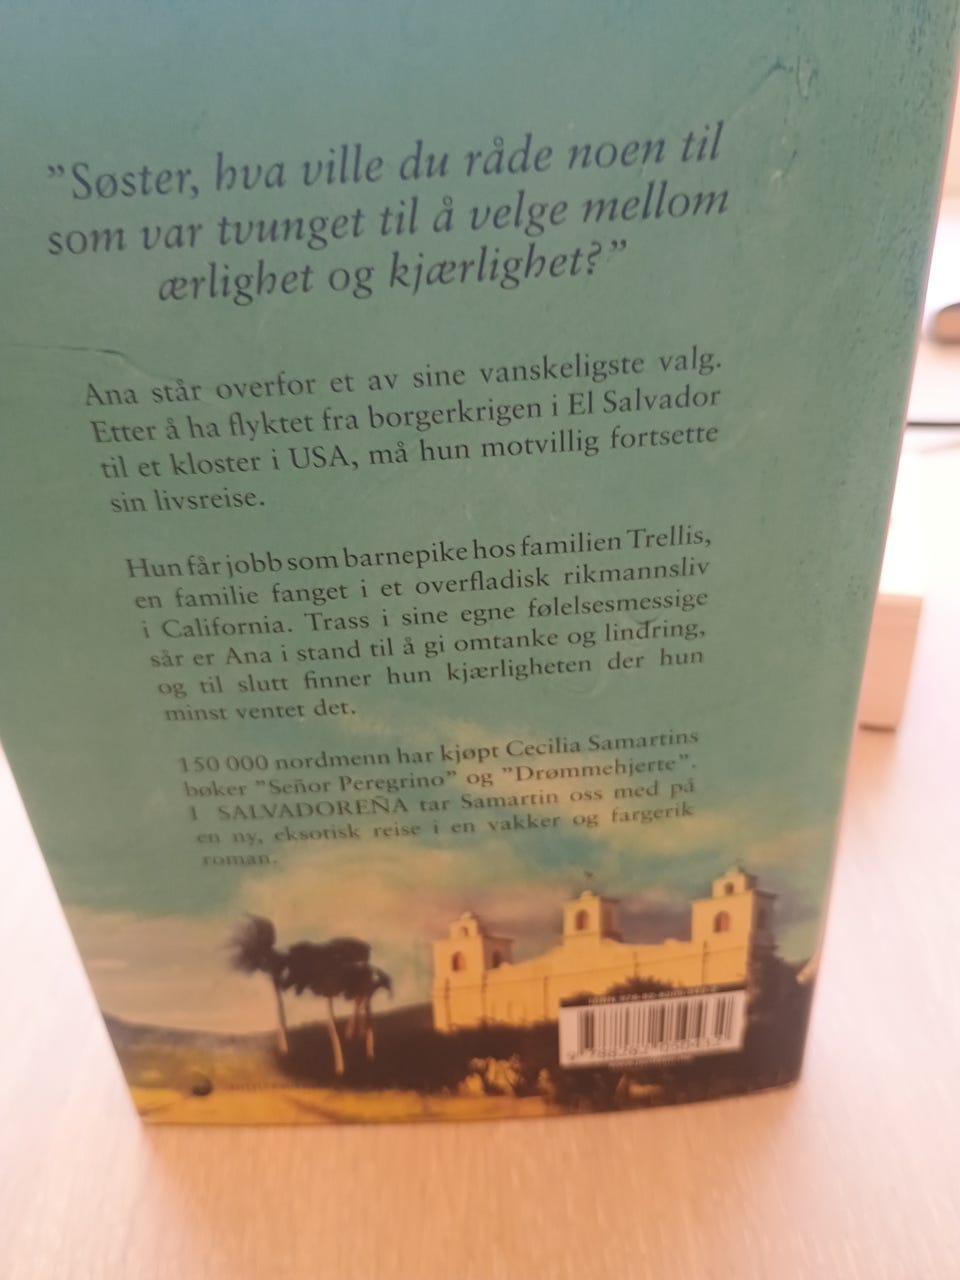 ”Søster, hva ville du råde noen til
som var tvunget til å velge mellom
ærlighet og kjærlighet?”
Ana står overfor et av sine vanskeligste valg.
Etter å ha flyktet fra borgerkrigen i El Salvador
til et kloster i USA, må hun motvillig fortsette
sin livsreise.
Hun får jobb som barnepike hos familien Trellis,
en familie fanget i et overfladisk rikmannsliv
i California. Trass i sine egne følelsesmessige
sår er Ana i stand til å gi omtanke og lindring,
og til slutt finner hun kjærligheten der hun
minst ventet det.
150 000 nordmenn har kjøpt Cecilia Samartins
bøker ”Señor Peregrino” og ”Drømmehjerte”.
I SALVADOREÑA tar Samartin oss med på
en ny, eksotisk reise i en vakker og fargerik
roman.
ISBN